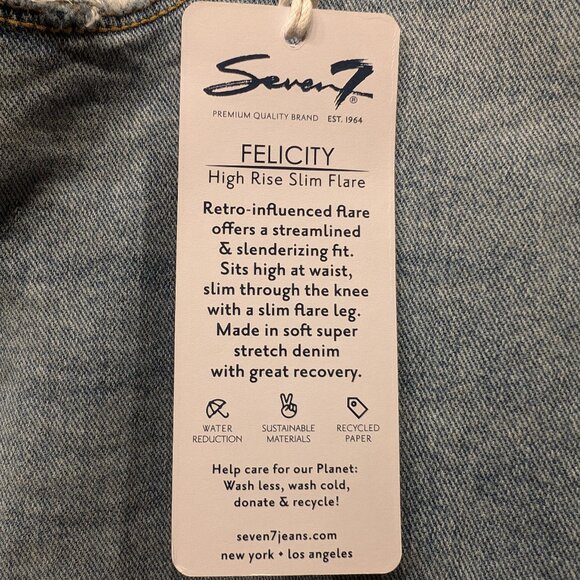 Seven7®
PREMIUM QUALITY BRAND EST. 1964
FELICITY
High Rise Slim Flare
Retro-influenced flare
offers a streamlined
& slenderizing fit.
Sits high at waist,
slim through the knee
with a slim flare leg.
Made in soft super
stretch denim
with great recovery.
WATER REDUCTION
SUSTAINABLE MATERIALS
RECYCLED PAPER
Help care for our Planet:
Wash less, wash cold,
donate & recycle!
seven7jeans.com
new york • los angeles